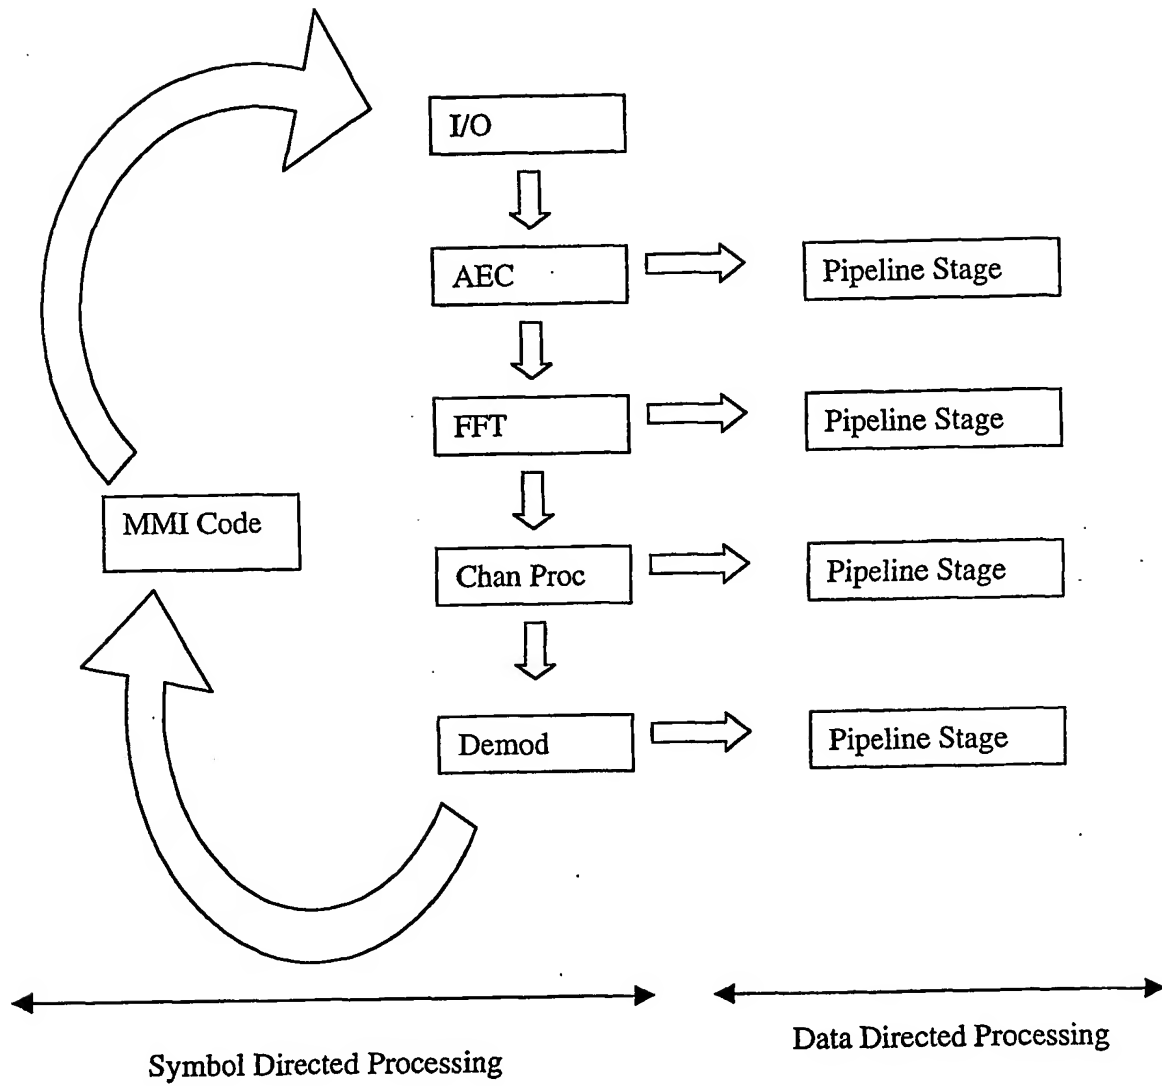 I/O
AEC
Pipeline Stage
FFT
Pipeline Stage
MMI Code
Chan Proc
Pipeline Stage
Demod
Pipeline Stage
Symbol Directed Processing
Data Directed Processing